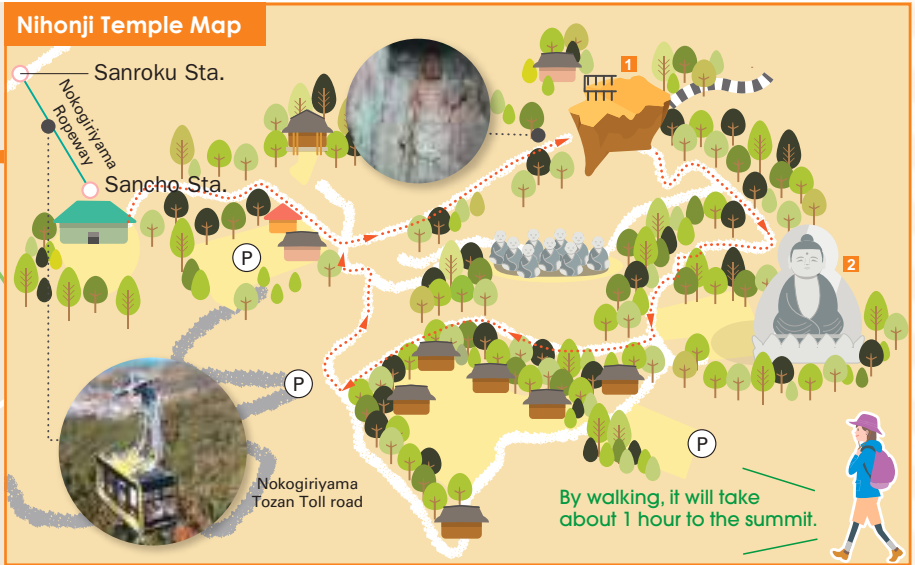 Nihonji Temple Map
Sanroku Sta.
Nokogiriyama
Ropeway
Sancho Sta.
1
2
P
P
P
Nokogiriyama
Tozan Toll road
By walking, it will take
about 1 hour to the summit.